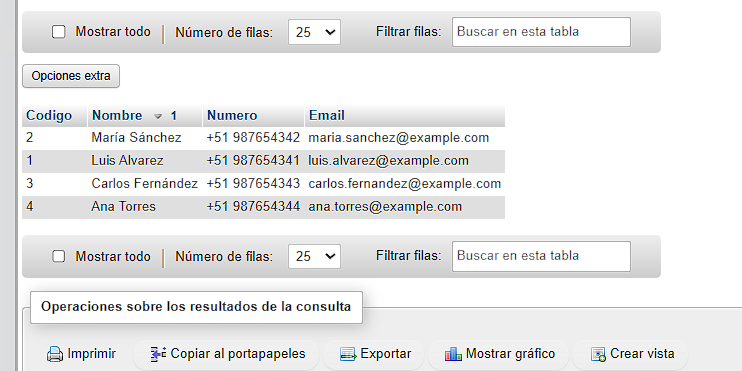 Mostrar todo Número de filas: 25 Filtrar filas: Buscar en esta tabla
Opciones extra
Codigo Nombre 1 Numero Email
2 María Sánchez +51 987654342 maria.sanchez@example.com
1 Luis Alvarez +51 987654341 luis.alvarez@example.com
3 Carlos Fernández +51 987654343 carlos.fernandez@example.com
4 Ana Torres +51 987654344 ana.torres@example.com
Mostrar todo Número de filas: 25 Filtrar filas: Buscar en esta tabla
Operaciones sobre los resultados de la consulta
Imprimir Copiar al portapapeles Exportar Mostrar gráfico Crear vista